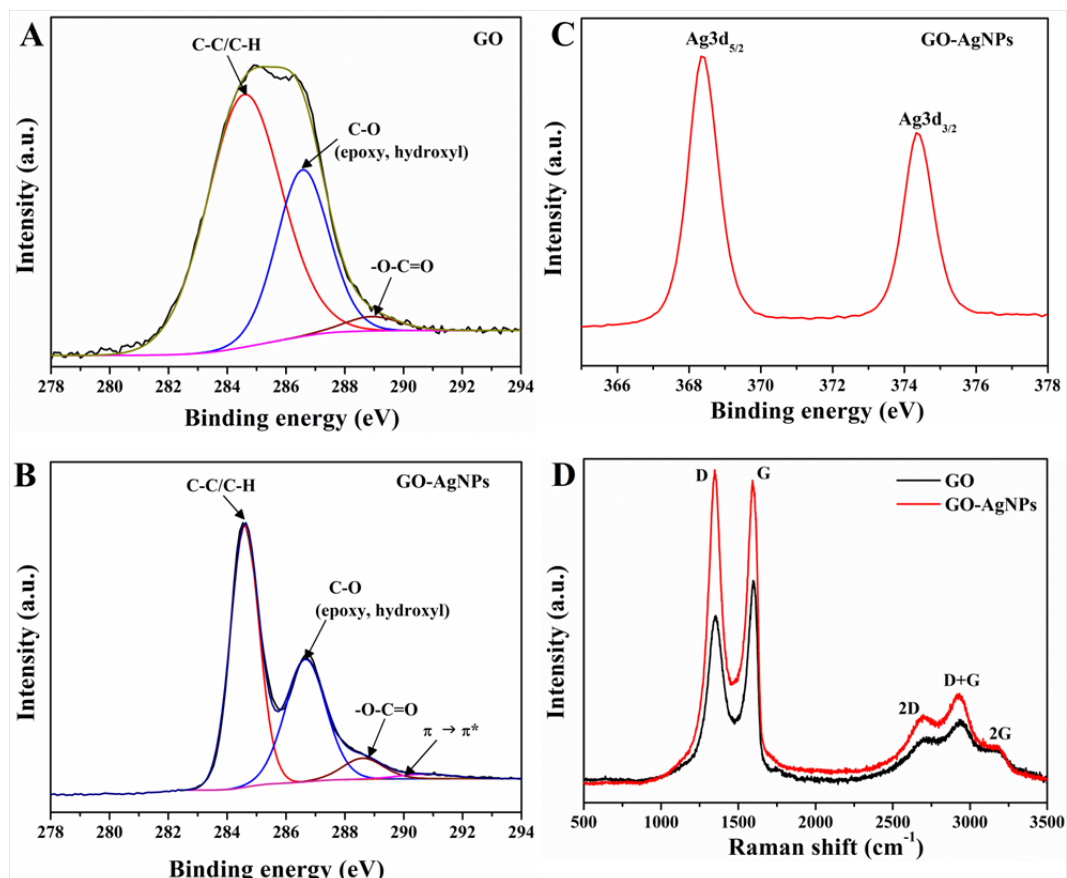 A
GO
C-C/C-H
C-O
(epoxy, hydroxyl)
-O-C=O
Intensity (a.u.)
278 280 282 284 286 288 290 292 294
Binding energy (eV)
C
GO-AgNPs
Ag3d5/2
Ag3d3/2
Intensity (a.u.)
366 368 370 372 374 376 378
Binding energy (eV)
B
GO-AgNPs
C-C/C-H
C-O
(epoxy, hydroxyl)
-O-C=O
π → π*
Intensity (a.u.)
278 280 282 284 286 288 290 292 294
Binding energy (eV)
D
D
G
GO
GO-AgNPs
2D
D+G
2G
Intensity (a.u.)
500 1000 1500 2000 2500 3000 3500
Raman shift (cm-1)